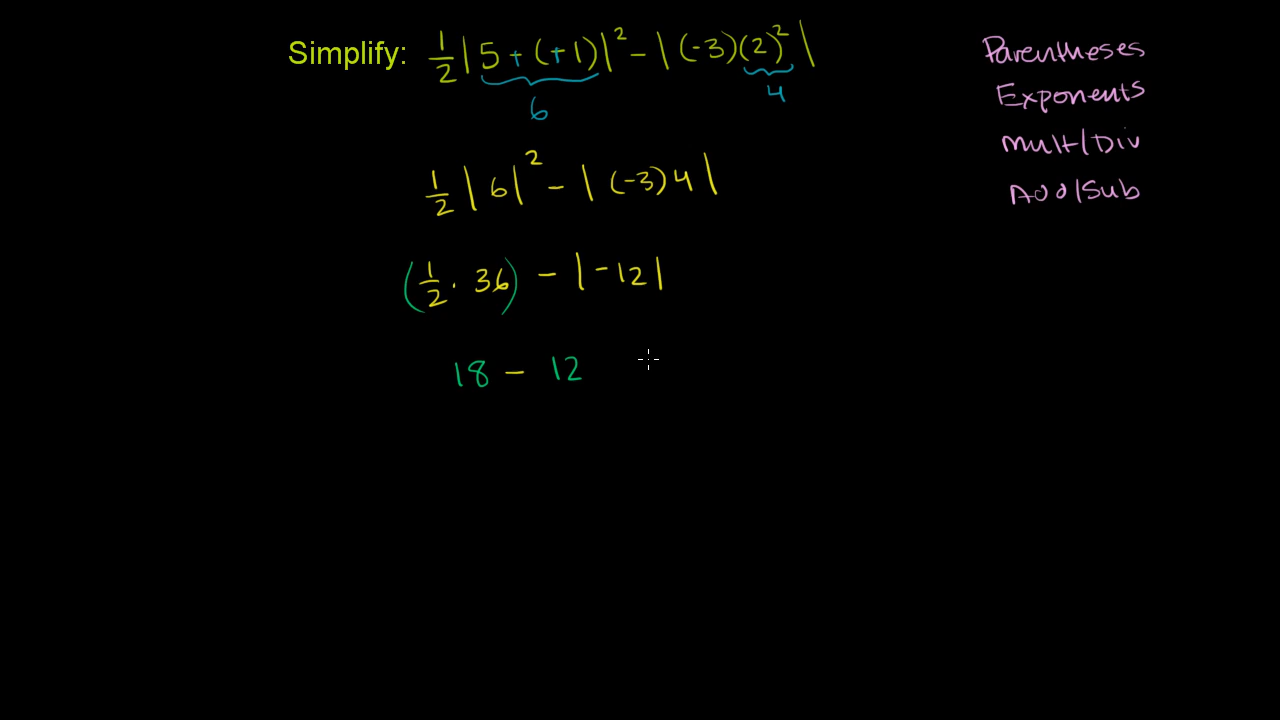 Simplify: ½|5 + (+1)|² - |(-3)(2)²|
6 4
½|6|² - |(-3)4|
(½ · 36) - |-12|
18 - 12
Parentheses
Exponents
Mult/Div
Add/Sub